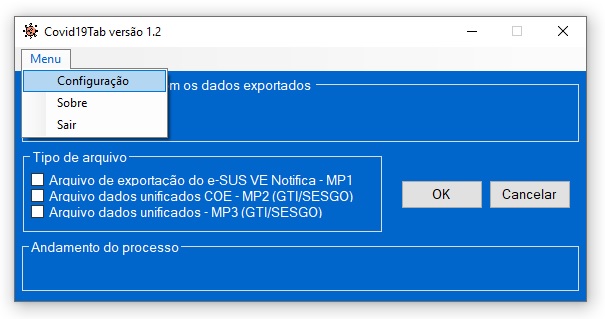 Covid19Tab versão 1.2
Menu
Configuração
Sobre
Sair
m os dados exportados
Tipo de arquivo
Arquivo de exportação do e-SUS VE Notifica - MP1
Arquivo dados unificados COE - MP2 (GTI/SESGO)
Arquivo dados unificados - MP3 (GTI/SESGO)
OK
Cancelar
Andamento do processo